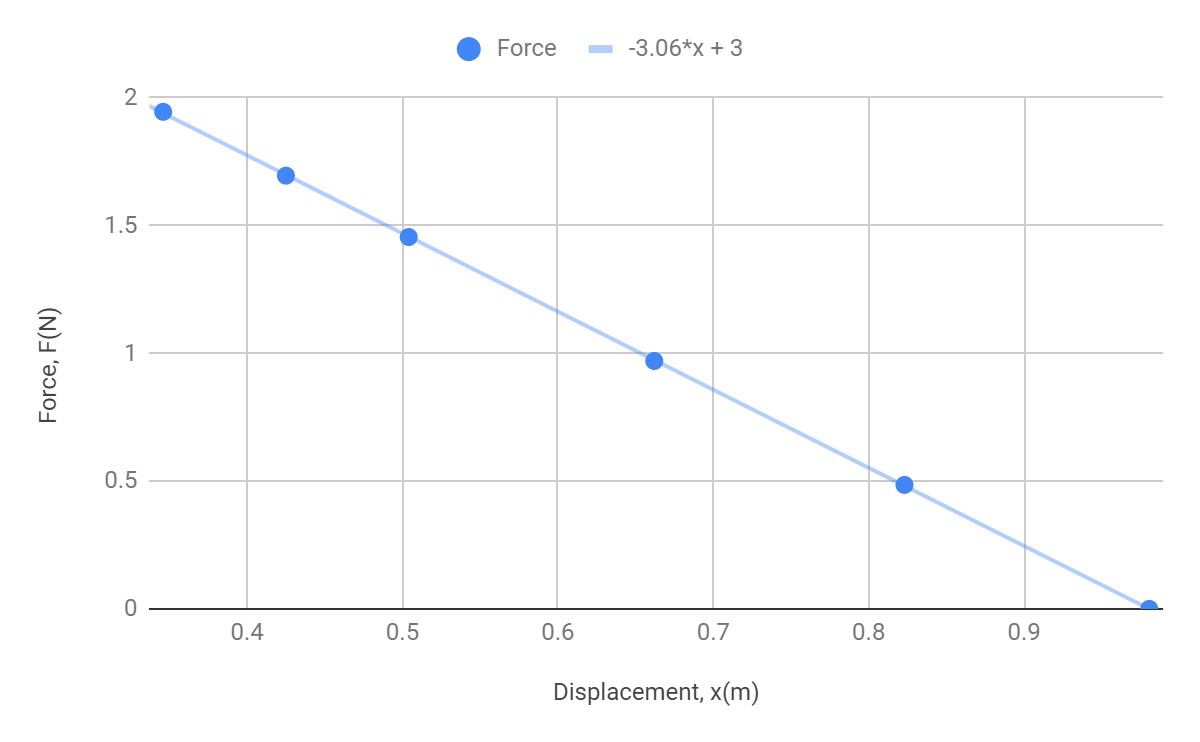 Force -3.06*x + 3
2
1.5
1
0.5
0
Force, F(N)
0.4 0.5 0.6 0.7 0.8 0.9
Displacement, x(m)